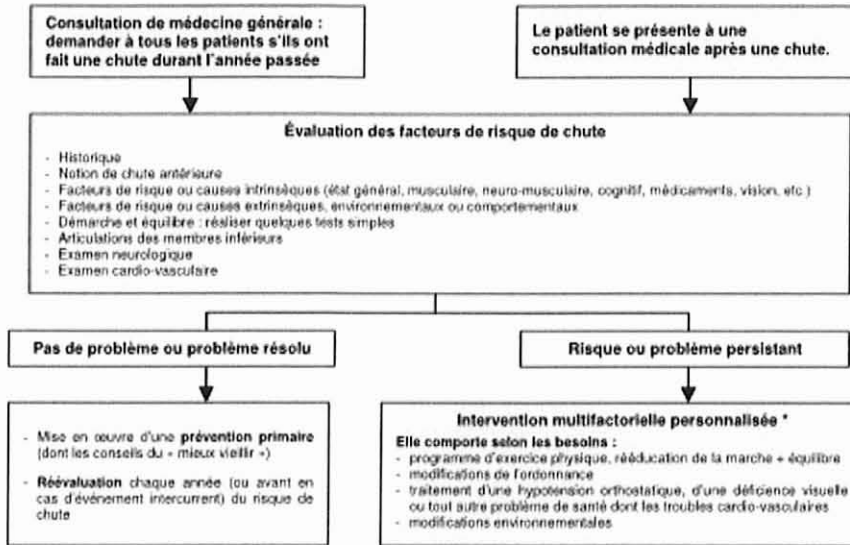 Consultation de médecine générale :
demander à tous les patients s'ils ont
fait une chute durant l'année passée
Le patient se présente à une
consultation médicale après une chute.
Évaluation des facteurs de risque de chute
- Historique
- Notion de chute antérieure
- Facteurs de risque ou causes intrinsèques (état général, musculaire, neuro-musculaire, cognitif, médicaments, vision, etc.)
- Facteurs de risque ou causes extrinsèques, environnementaux ou comportementaux
- Démarche et équilibre : réaliser quelques tests simples
- Articulations des membres inférieurs
- Examen neurologique
- Examen cardio-vasculaire
Pas de problème ou problème résolu
Risque ou problème persistant
- Mise en œuvre d'une prévention primaire
(dont les conseils du « mieux vieillir »)
- Réévaluation chaque année (ou avant en
cas d'événement intercurrent) du risque de
chute
Intervention multifactorielle personnalisée *
Elle comporte selon les besoins :
- programme d'exercice physique, rééducation de la marche + équilibre
- modifications de l'ordonnance
- traitement d'une hypotension orthostatique, d'une déficience visuelle
ou tout autre problème de santé dont les troubles cardio-vasculaires
- modifications environnementales